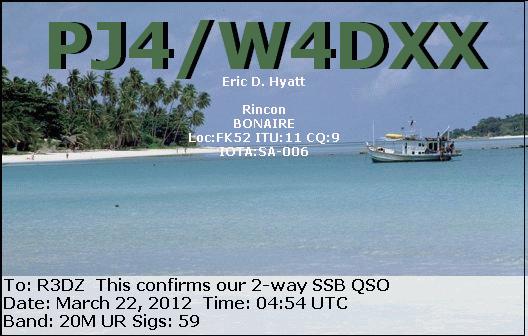 PJ4/W4DXX
Eric D. Hyatt
Rincon
BONAIRE
Loc:FK52 ITU:11 CQ:9
IOTA:SA-006
To: R3DZ  This confirms our 2-way SSB QSO
Date: March 22, 2012  Time: 04:54 UTC
Band: 20M UR Sigs: 59